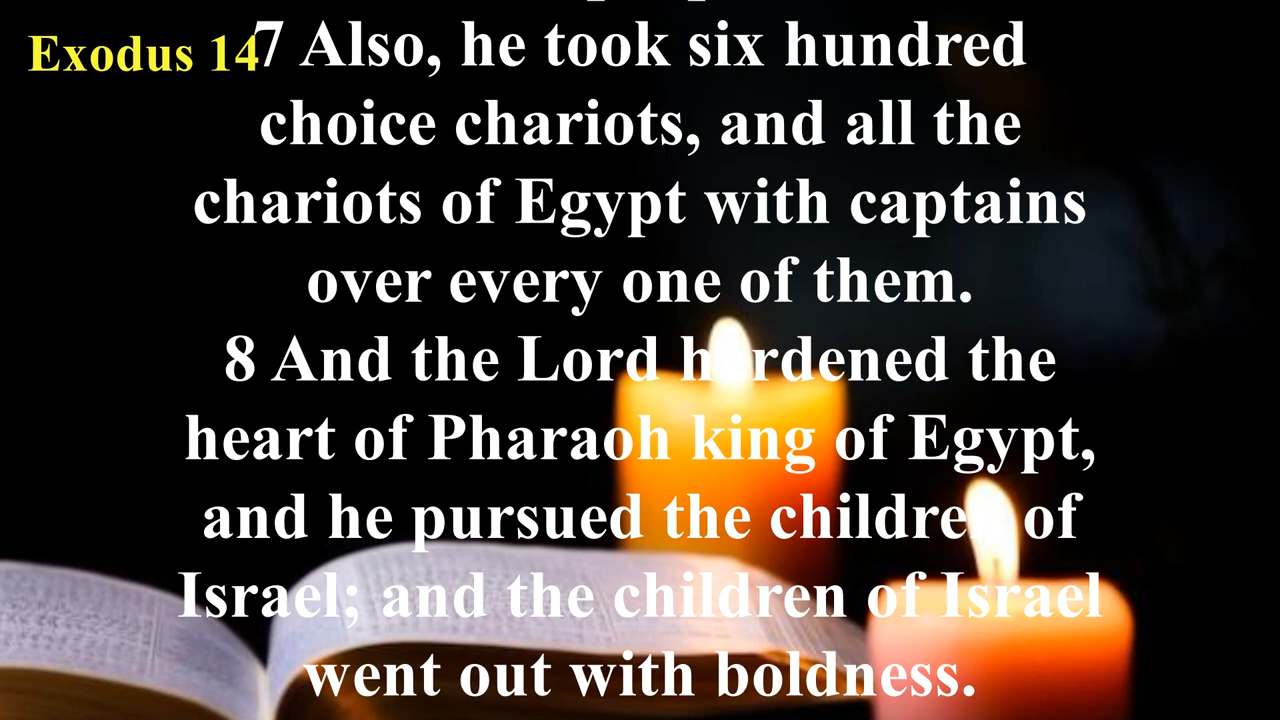 Exodus 14
7 Also, he took six hundred
choice chariots, and all the
chariots of Egypt with captains
over every one of them.
8 And the Lord hardened the
heart of Pharaoh king of Egypt,
and he pursued the children of
Israel; and the children of Israel
went out with boldness.